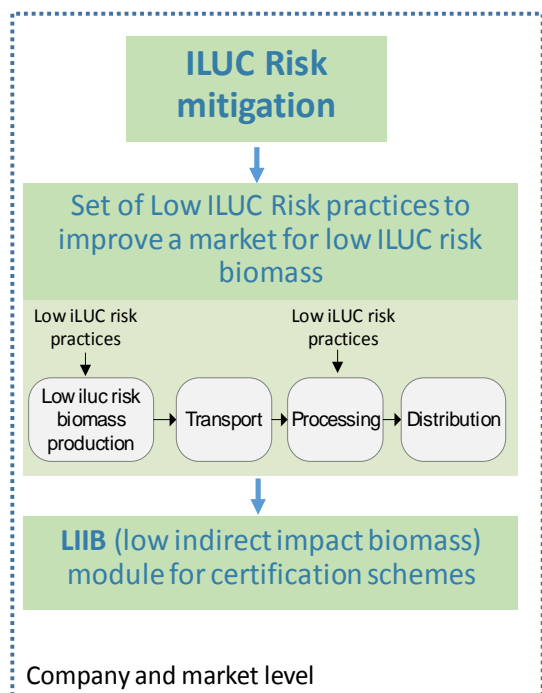 ILUC Risk
mitigation
Set of Low ILUC Risk practices to
improve a market for low ILUC risk
biomass
Low iLUC risk
practices
Low iLUC risk
practices
Low iluc risk
biomass
production
Transport
Processing
Distribution
LIIB (low indirect impact biomass)
module for certification schemes
Company and market level